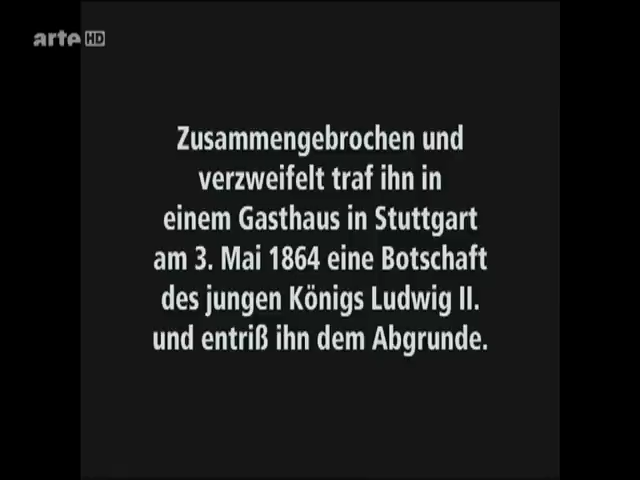 arte HD
Zusammengebrochen und
verzweifelt traf ihn in
einem Gasthaus in Stuttgart
am 3. Mai 1864 eine Botschaft
des jungen Königs Ludwig II.
und entriß ihn dem Abgrunde.